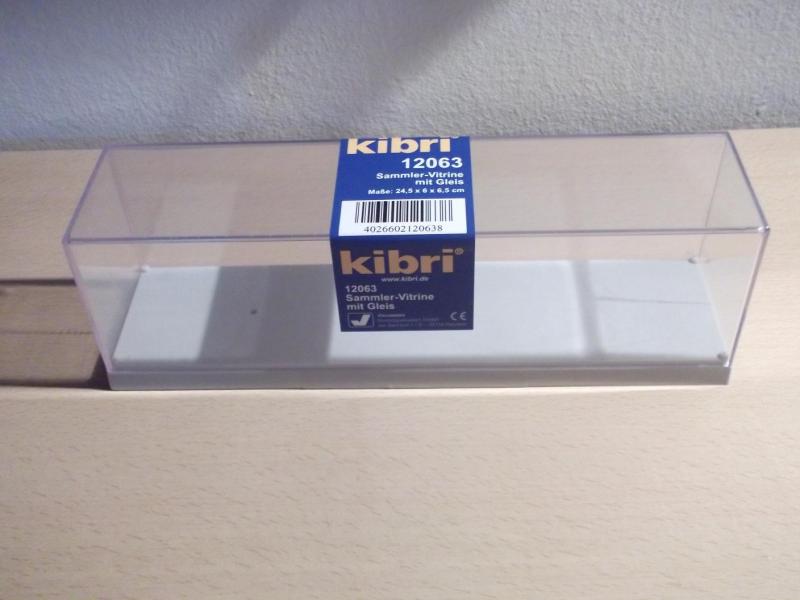 kibri
12063
Sammler-Vitrine
mit Gleis
Maße: 24,5 x 6 x 6,5 cm
4026602120638
kibri®
www.kibri.de
12063
Sammler-Vitrine
mit Gleis
CE